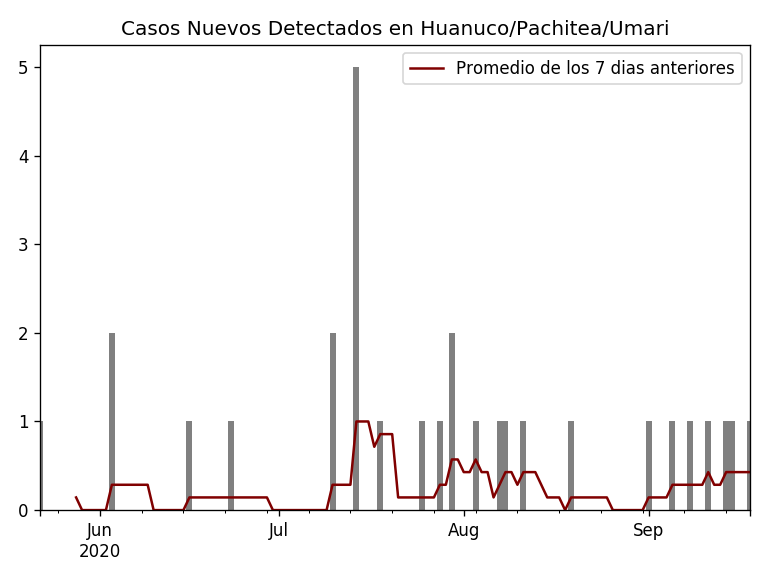 Casos Nuevos Detectados en Huanuco/Pachitea/Umari
Promedio de los 7 dias anteriores
5
4
3
2
1
0
Jun Jul Aug Sep
2020